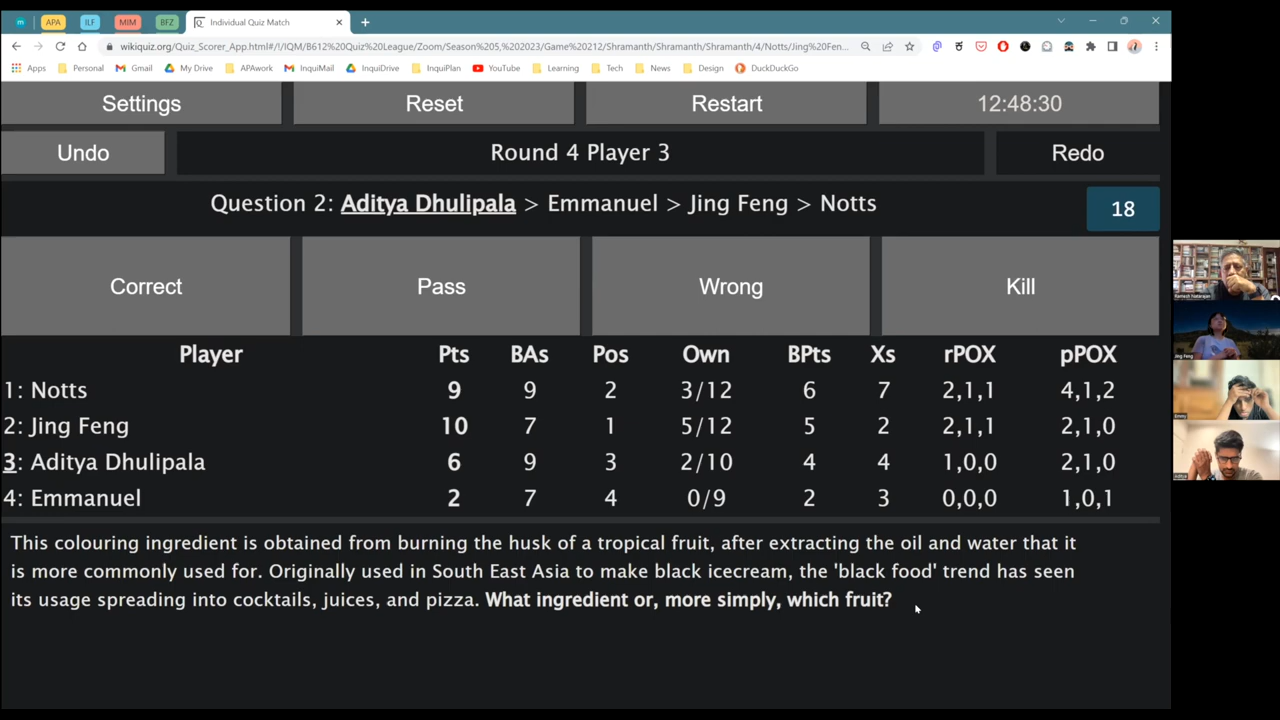 APA ILF MIM BFZ Individual Quiz Match
wikiquiz.org/Quiz_Scorer_App.html#/!/IQM/B612%20Quiz%20League/Zoom/Season%205,%202023/Game%20212/Shramanth/Shramanth/Shramanth/4/Notts/Jing%20Fen...
Apps Personal Gmail My Drive APAwork InquiMail InquiDrive InquiPlan YouTube Learning Tech News Design DuckDuckGo
Settings Reset Restart 12:48:30
Undo Round 4 Player 3 Redo
Question 2: Aditya Dhulipala > Emmanuel > Jing Feng > Notts 18
Correct Pass Wrong Kill
Player Pts BAs Pos Own BPts Xs rPOX pPOX
1: Notts 9 9 2 3/12 6 7 2,1,1 4,1,2
2: Jing Feng 10 7 1 5/12 5 2 2,1,1 2,1,0
3: Aditya Dhulipala 6 9 3 2/10 4 4 1,0,0 2,1,0
4: Emmanuel 2 7 4 0/9 2 3 0,0,0 1,0,1
This colouring ingredient is obtained from burning the husk of a tropical fruit, after extracting the oil and water that it
is more commonly used for. Originally used in South East Asia to make black icecream, the 'black food' trend has seen
its usage spreading into cocktails, juices, and pizza. What ingredient or, more simply, which fruit?
Ramesh Natarajan
Jing Feng
Emmy
Aditya